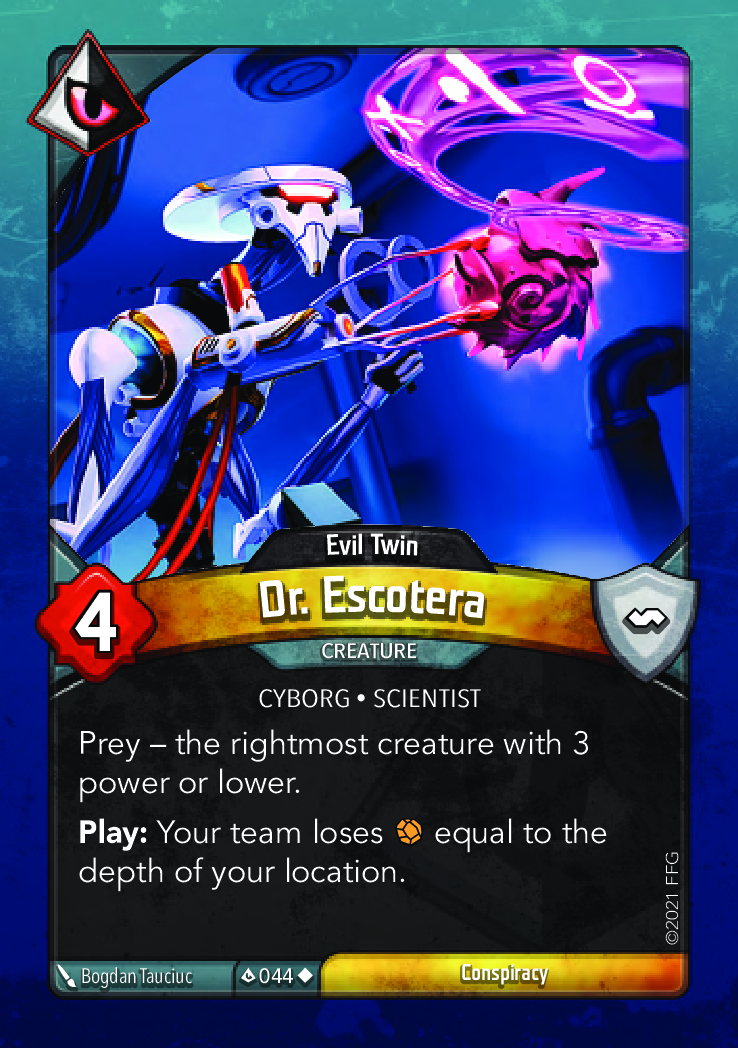 Evil Twin
Dr. Escotera
4
CREATURE
CYBORG • SCIENTIST
Prey – the rightmost creature with 3
power or lower.
Play: Your team loses equal to the
depth of your location.
©2021 FFG
Bogdan Tauciuc
044
Conspiracy